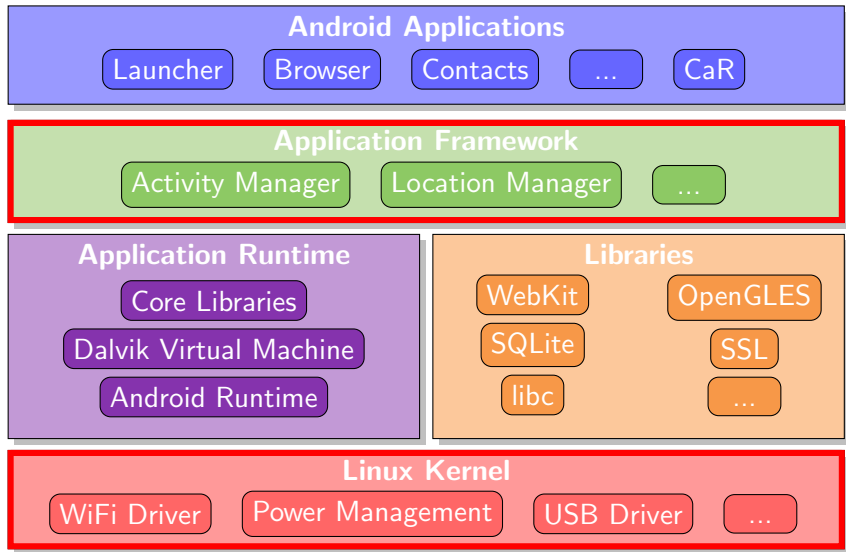 Android Applications
Launcher Browser Contacts ... CaR
Application Framework
Activity Manager Location Manager ...
Application Runtime
Core Libraries
Dalvik Virtual Machine
Android Runtime
Libraries
WebKit OpenGLES
SQLite SSL
libc ...
Linux Kernel
WiFi Driver Power Management USB Driver ...